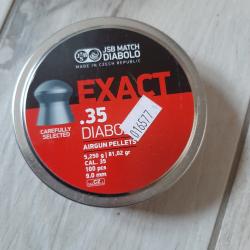 JSB MATCH
DIABOLO
MADE IN CZECH REPUBLIC
EXACT
.35
CAREFULLY
SELECTED
DIABO
016577
AIRGUN PELLETS
5,250 g | 81,02 gr
CAL. 35
100 pcs
9.0 mm